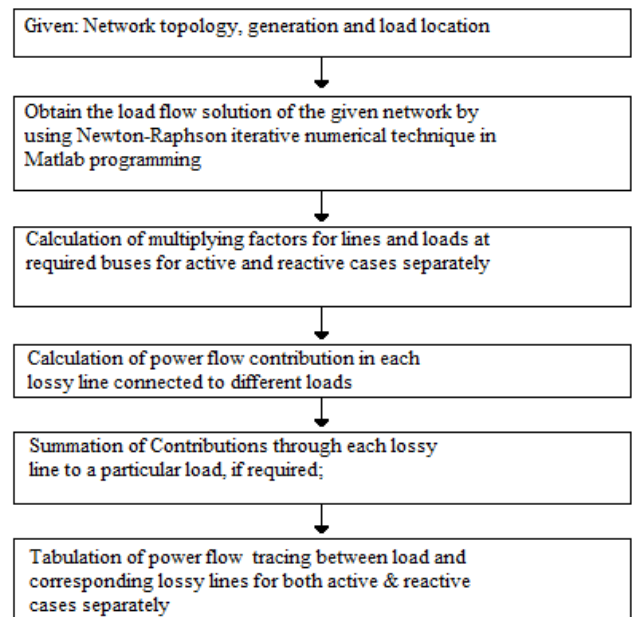 Given: Network topology, generation and load location
Obtain the load flow solution of the given network by
using Newton-Raphson iterative numerical technique in
Matlab programming
Calculation of multiplying factors for lines and loads at
required buses for active and reactive cases separately
Calculation of power flow contribution in each
lossy line connected to different loads
Summation of Contributions through each lossy
line to a particular load, if required;
Tabulation of power flow tracing between load and
corresponding lossy lines for both active & reactive
cases separately